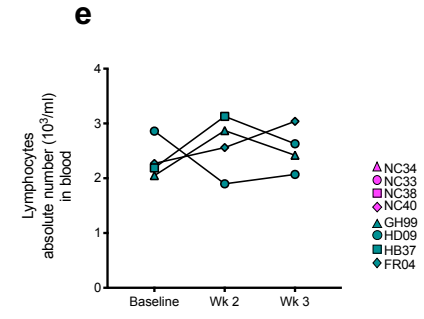 e
Lymphocytes
absolute number (10³/ml)
in blood
4
3
2
1
0
Baseline Wk 2 Wk 3
NC34
NC33
NC38
NC40
GH99
HD09
HB37
FR04